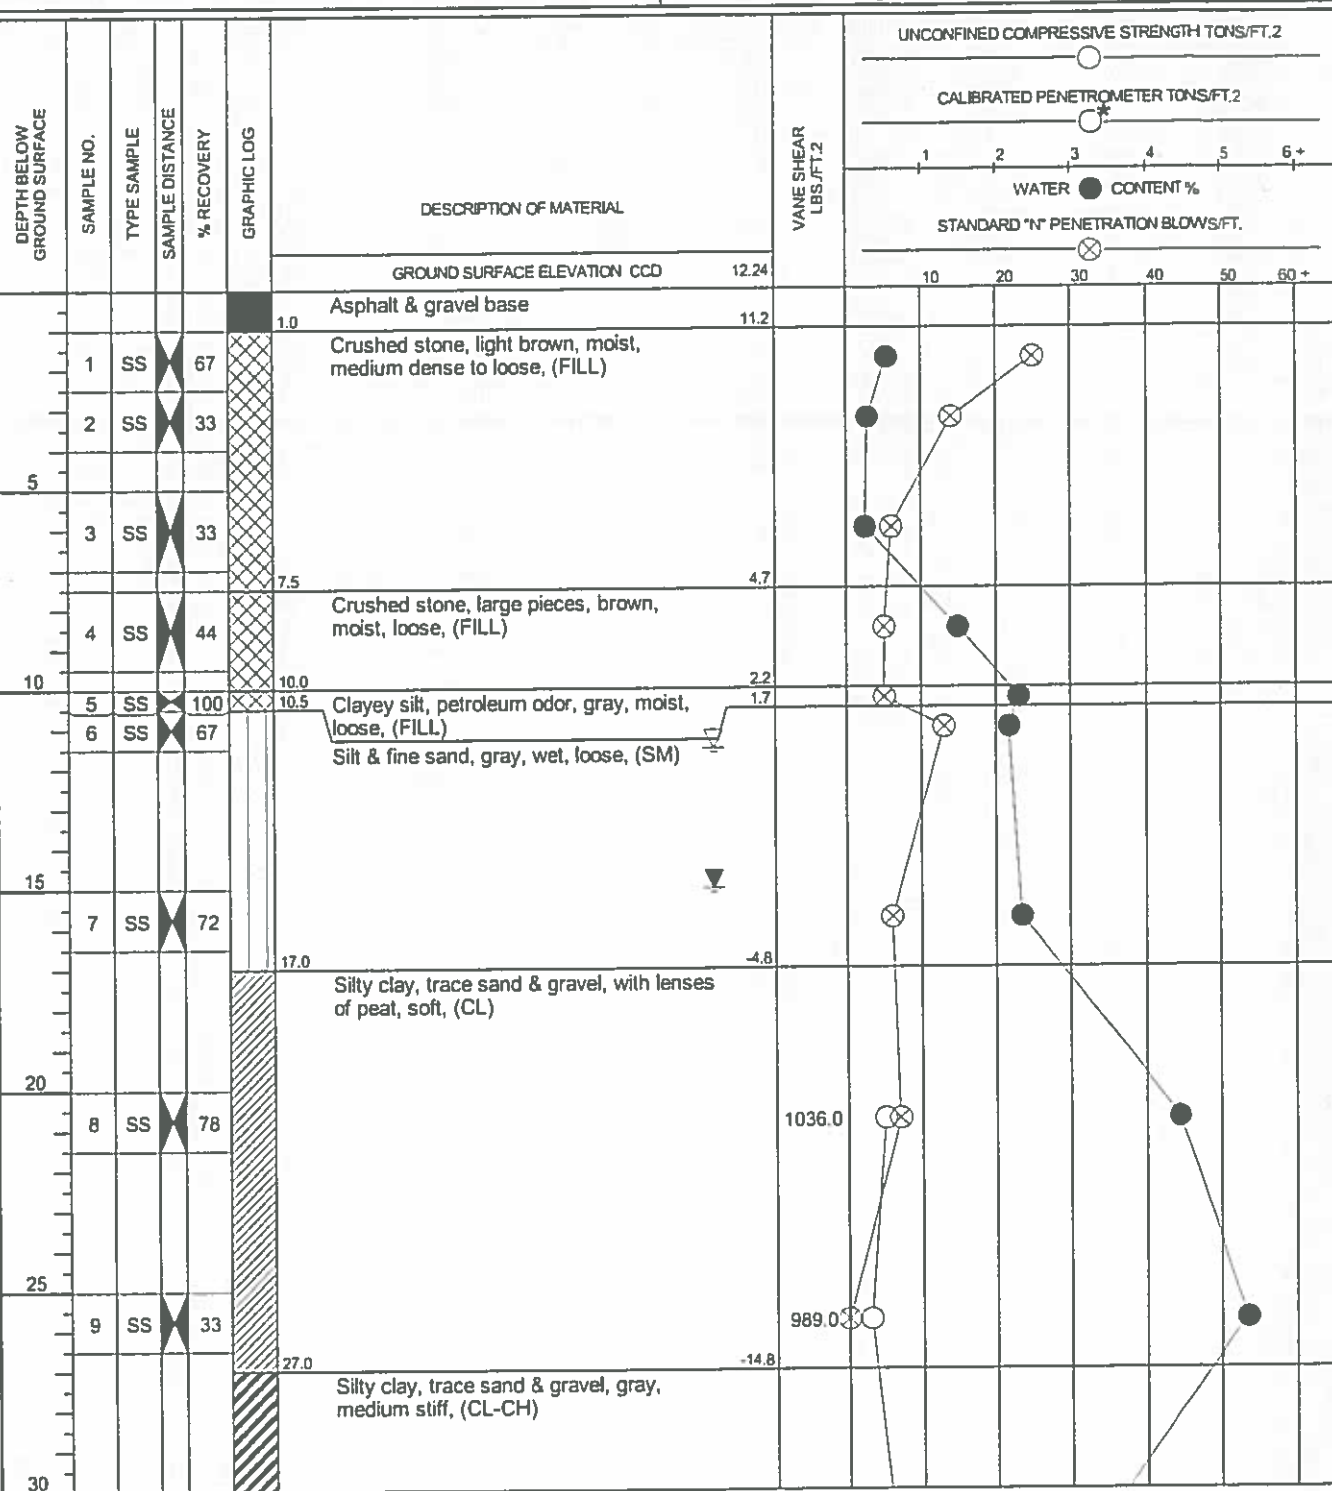 DEPTH BELOW
GROUND SURFACE
SAMPLE NO.
TYPE SAMPLE
SAMPLE DISTANCE
% RECOVERY
GRAPHIC LOG
DESCRIPTION OF MATERIAL
VANE SHEAR
LBS./FT.2
UNCONFINED COMPRESSIVE STRENGTH TONS/FT.2
CALIBRATED PENETROMETER TONS/FT.2
*
1 2 3 4 5 6 +
WATER CONTENT %
STANDARD "N" PENETRATION BLOWS/FT.
10 20 30 40 50 60 +
GROUND SURFACE ELEVATION CCD 12.24
Asphalt & gravel base
1.0 11.2
Crushed stone, light brown, moist,
medium dense to loose, (FILL)
1 SS 67
2 SS 33
5
3 SS 33
7.5 4.7
Crushed stone, large pieces, brown,
moist, loose, (FILL)
4 SS 44
10
10.0 2.2
5 SS 100 10.5 Clayey silt, petroleum odor, gray, moist, 1.7
loose, (FILL)
6 SS 67
Silt & fine sand, gray, wet, loose, (SM)
15
7 SS 72
17.0 -4.8
Silty clay, trace sand & gravel, with lenses
of peat, soft, (CL)
20
8 SS 78 1036.0
25
9 SS 33 989.0
27.0 -14.8
Silty clay, trace sand & gravel, gray,
medium stiff, (CL-CH)
30